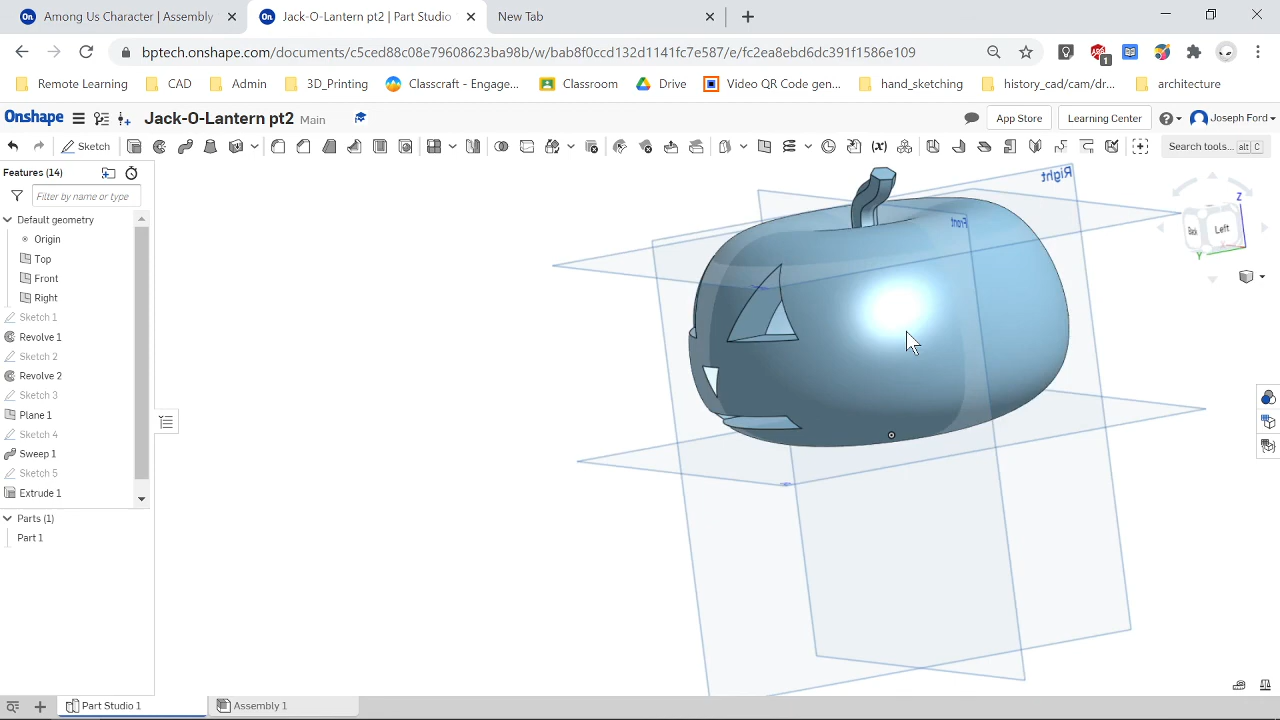 Among Us Character | Assembly
Jack-O-Lantern pt2 | Part Studio
New Tab
bptech.onshape.com/documents/c5ced88c08e79608623ba98b/w/bab8f0ccd132d1141fc7e587/e/fc2ea8ebd6dc391f1586e109
1
Remote Learning
CAD
Admin
3D_Printing
Classcraft - Engage...
Classroom
Drive
Video QR Code gen...
hand_sketching
history_cad/cam/dr...
architecture
Onshape
Jack-O-Lantern pt2
Main
App Store
Learning Center
Joseph Ford
Sketch
Search tools...
alt C
Features (14)
Filter by name or type
Default geometry
Origin
Top
Front
Right
Sketch 1
Revolve 1
Sketch 2
Revolve 2
Sketch 3
Plane 1
Sketch 4
Sweep 1
Sketch 5
Extrude 1
Parts (1)
Part 1
Right
Front
Z
Back
Left
X
Y
Part Studio 1
Assembly 1